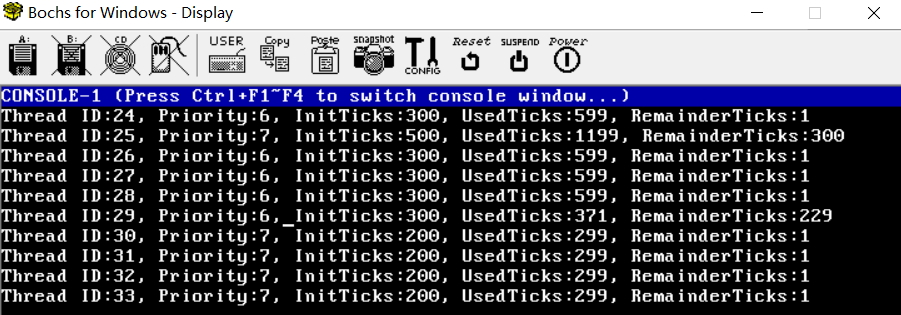 Bochs for Windows - Display
A: B: CD USER Copy Paste snapshot CONFIG Reset SUSPEND Power
CONSOLE-1 (Press Ctrl+F1~F4 to switch console window...)
Thread ID:24, Priority:6, InitTicks:300, UsedTicks:599, RemainderTicks:1
Thread ID:25, Priority:7, InitTicks:500, UsedTicks:1199, RemainderTicks:300
Thread ID:26, Priority:6, InitTicks:300, UsedTicks:599, RemainderTicks:1
Thread ID:27, Priority:6, InitTicks:300, UsedTicks:599, RemainderTicks:1
Thread ID:28, Priority:6, InitTicks:300, UsedTicks:599, RemainderTicks:1
Thread ID:29, Priority:6,_InitTicks:300, UsedTicks:371, RemainderTicks:229
Thread ID:30, Priority:7, InitTicks:200, UsedTicks:299, RemainderTicks:1
Thread ID:31, Priority:7, InitTicks:200, UsedTicks:299, RemainderTicks:1
Thread ID:32, Priority:7, InitTicks:200, UsedTicks:299, RemainderTicks:1
Thread ID:33, Priority:7, InitTicks:200, UsedTicks:299, RemainderTicks:1